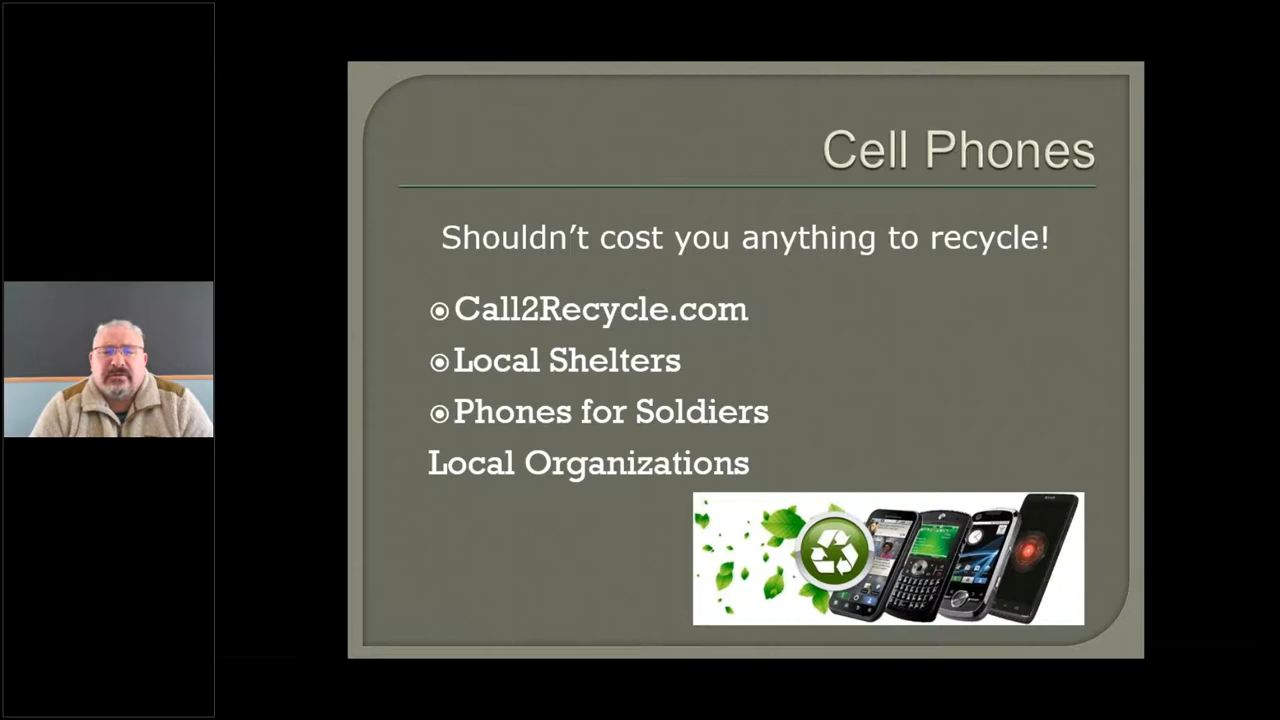 Cell Phones
Shouldn't cost you anything to recycle!
Call2Recycle.com
Local Shelters
Phones for Soldiers
Local Organizations